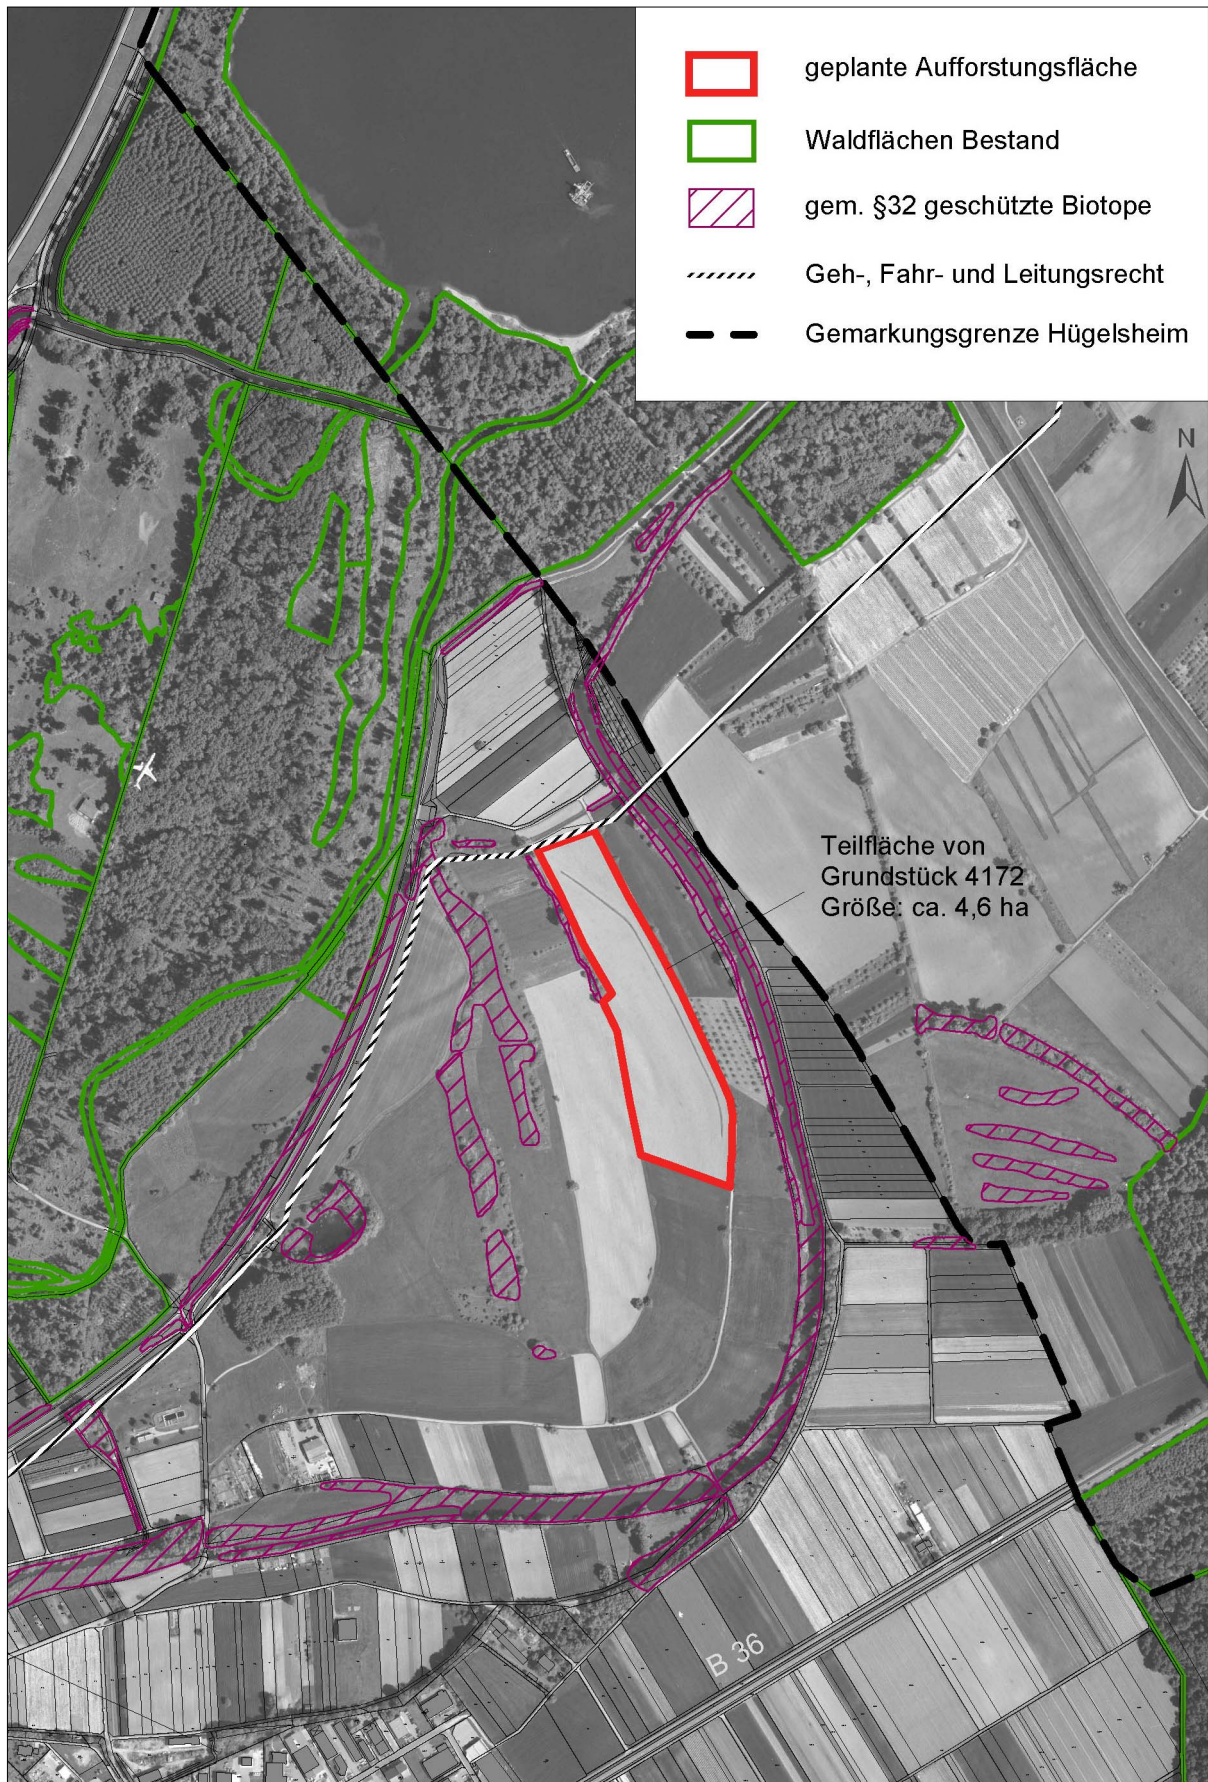 geplante Aufforstungsfläche
Waldflächen Bestand
gem. §32 geschützte Biotope
Geh-, Fahr- und Leitungsrecht
Gemarkungsgrenze Hügelsheim
N
Teilfläche von
Grundstück 4172
Größe: ca. 4,6 ha
B 36